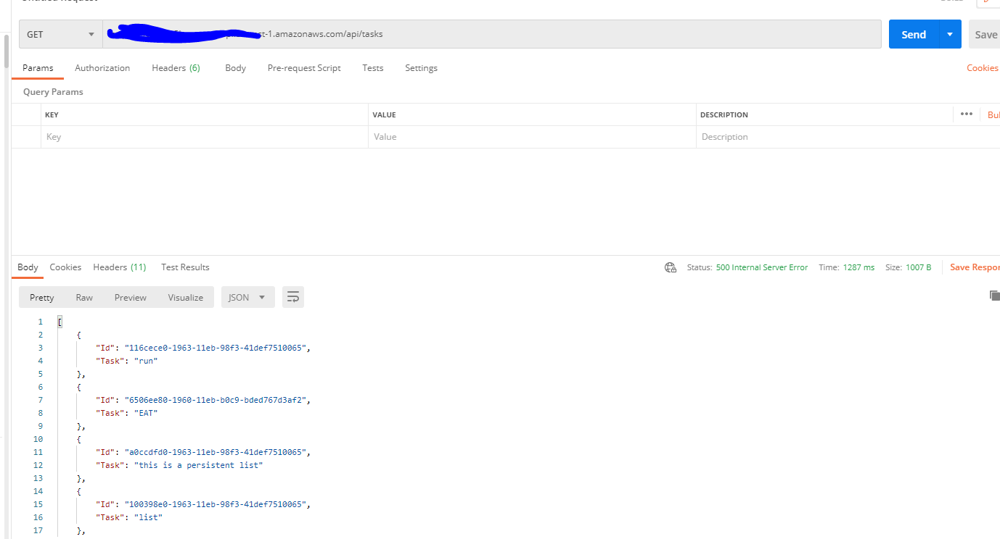 GET
st-1.amazonaws.com/api/tasks
Send
Save
Params Authorization Headers (6) Body Pre-request Script Tests Settings Cookies
Query Params
KEY VALUE DESCRIPTION ••• Bul
Key Value Description
Body Cookies Headers (11) Test Results Status: 500 Internal Server Error Time: 1287 ms Size: 1007 B Save Respon
Pretty Raw Preview Visualize JSON
1 [
2 {
3 "Id": "116cece0-1963-11eb-98f3-41def7510065",
4 "Task": "run"
5 },
6 {
7 "Id": "6506ee80-1960-11eb-b0c9-bded767d3af2",
8 "Task": "EAT"
9 },
10 {
11 "Id": "a0ccdfd0-1963-11eb-98f3-41def7510065",
12 "Task": "this is a persistent list"
13 },
14 {
15 "Id": "100398e0-1963-11eb-98f3-41def7510065",
16 "Task": "list"
17 },